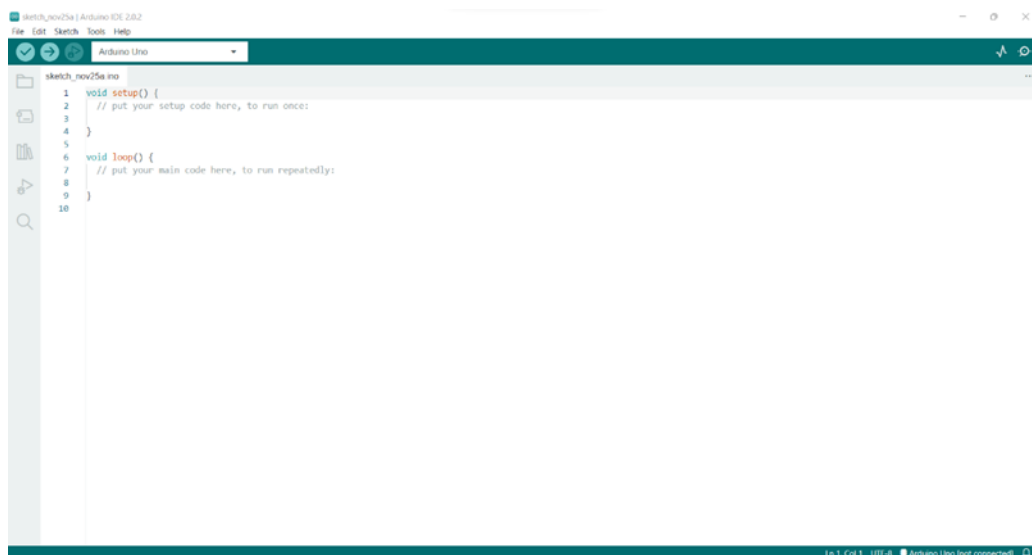 sketch_nov25a | Arduino IDE 2.0.2
File Edit Sketch Tools Help
Arduino Uno
sketch_nov25a.ino
1 void setup() {
2 // put your setup code here, to run once:
3
4 }
5
6 void loop() {
7 // put your main code here, to run repeatedly:
8
9 }
10
Ln 1, Col 1 UTF-8 Arduino Uno [not connected]